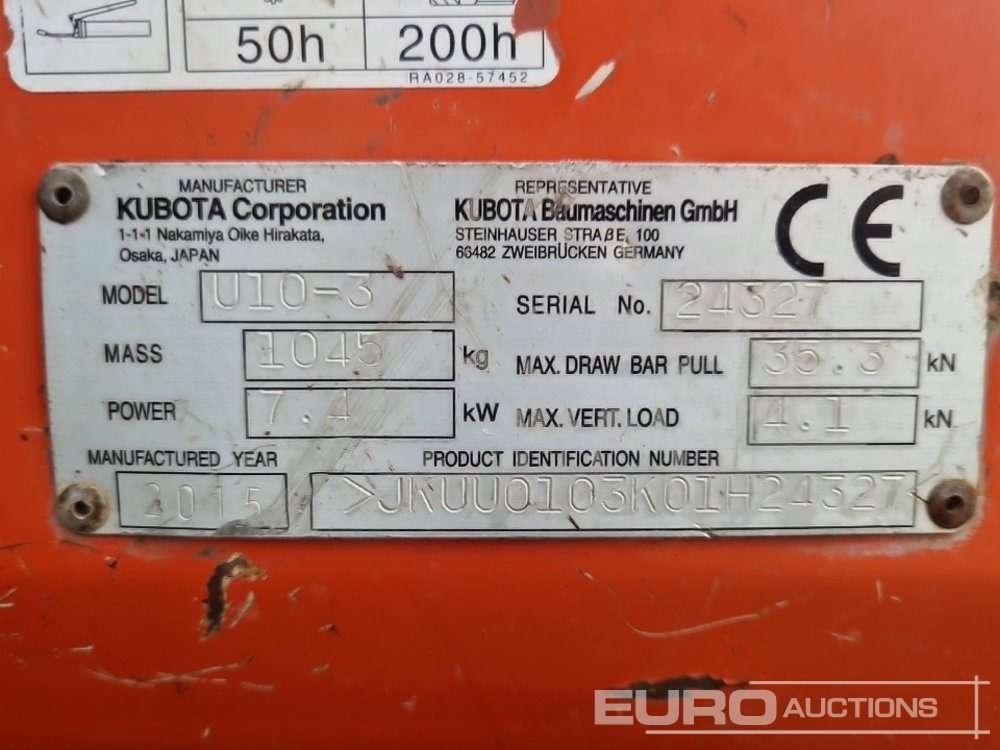 50h 200h
RA028-57452
MANUFACTURER
KUBOTA Corporation
1-1-1 Nakamiya Oike Hirakata,
Osaka, JAPAN
REPRESENTATIVE
KUBOTA Baumaschinen GmbH
STEINHAUSER STRAßE 100
66482 ZWEIBRÜCKEN GERMANY
CE
MODEL U10-3
SERIAL No. 24327
MASS 1045 kg
MAX. DRAW BAR PULL 35.3 kN
POWER 7.4 kW
MAX. VERT. LOAD 4.1 kN
MANUFACTURED YEAR
2015
PRODUCT IDENTIFICATION NUMBER
>JKUU0103K01H24327<
EURO AUCTIONS